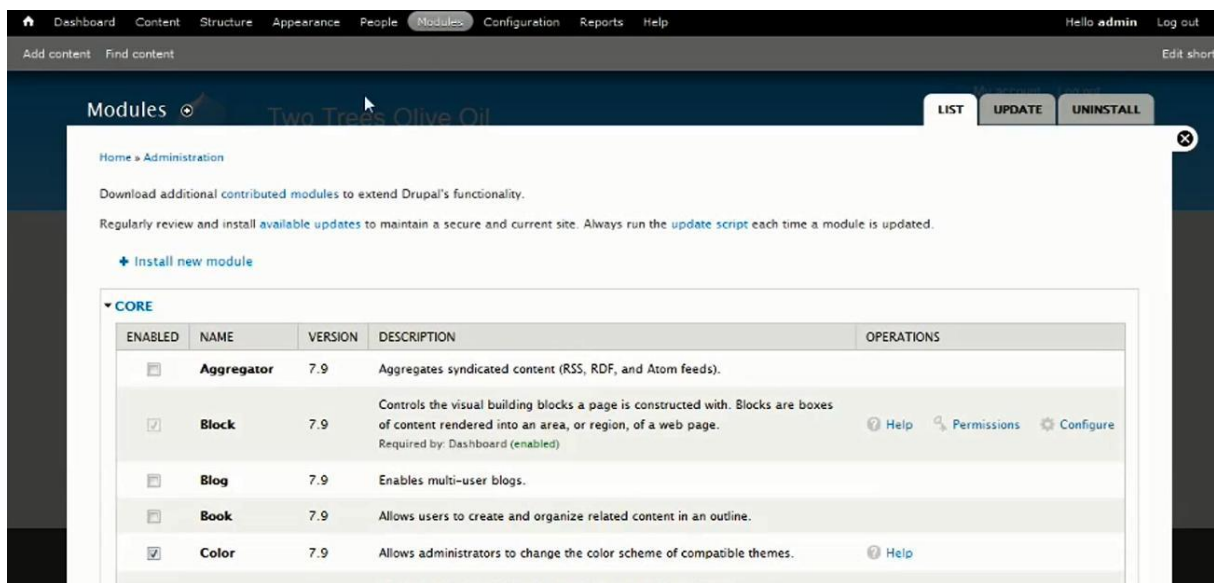 Dashboard Content Structure Appearance People Modules Configuration Reports Help Hello admin Log out
Add content Find content Edit short
Modules
Two Trees Olive Oil
My account Log out
LIST UPDATE UNINSTALL
Home » Administration
Download additional contributed modules to extend Drupal's functionality.
Regularly review and install available updates to maintain a secure and current site. Always run the update script each time a module is updated.
+ Install new module
CORE
ENABLED NAME VERSION DESCRIPTION OPERATIONS
Aggregator 7.9 Aggregates syndicated content (RSS, RDF, and Atom feeds).
Controls the visual building blocks a page is constructed with. Blocks are boxes
Block 7.9 of content rendered into an area, or region, of a web page. Help Permissions Configure
Required by: Dashboard (enabled)
Blog 7.9 Enables multi-user blogs.
Book 7.9 Allows users to create and organize related content in an outline.
Color 7.9 Allows administrators to change the color scheme of compatible themes. Help